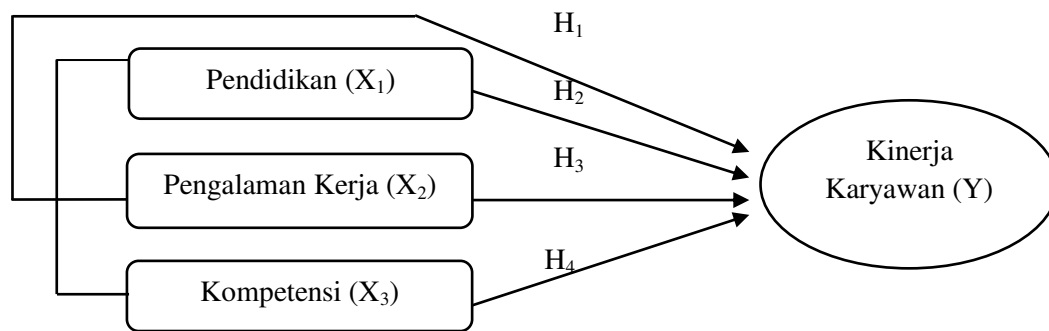 H₁
Pendidikan (X₁)
H₂
H₃
Pengalaman Kerja (X₂)
Kinerja
Karyawan (Y)
H₄
Kompetensi (X₃)